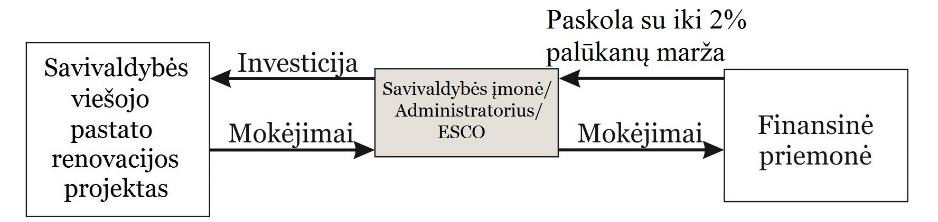 Savivaldybės
viešojo
pastato
renovacijos
projektas
Investicija
Mokėjimai
Savivaldybės įmonė/
Administratorius/
ESCO
Paskola su iki 2%
palūkanų marža
Mokėjimai
Finansinė
priemonė